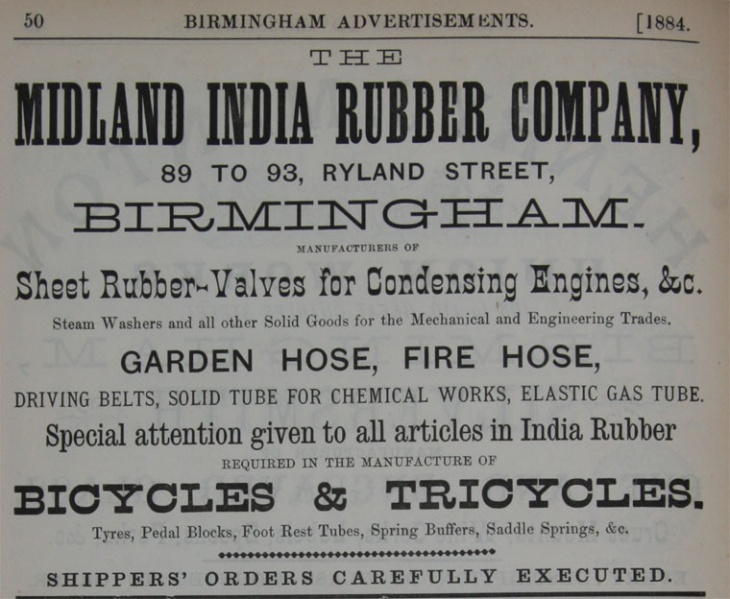 50 BIRMINGHAM ADVERTISEMENTS. [1884.
THE
MIDLAND INDIA RUBBER COMPANY,
89 TO 93, RYLAND STREET,
BIRMINGHAM.
MANUFACTURERS OF
Sheet Rubber-Valves for Condensing Engines, &c.
Steam Washers and all other Solid Goods for the Mechanical and Engineering Trades.
GARDEN HOSE, FIRE HOSE,
DRIVING BELTS, SOLID TUBE FOR CHEMICAL WORKS, ELASTIC GAS TUBE.
Special attention given to all articles in India Rubber
REQUIRED IN THE MANUFACTURE OF
BICYCLES & TRICYCLES.
Tyres, Pedal Blocks, Foot Rest Tubes, Spring Buffers, Saddle Springs, &c.
SHIPPERS' ORDERS CAREFULLY EXECUTED.